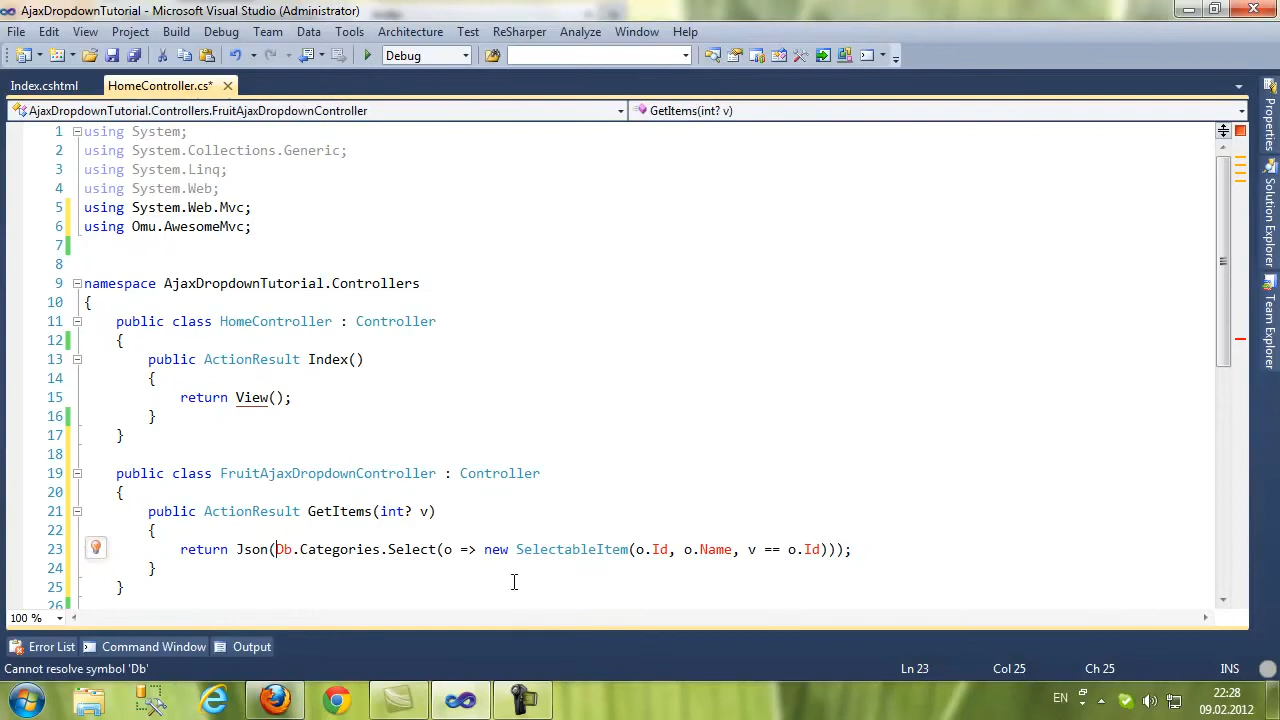 AjaxDropdownTutorial - Microsoft Visual Studio (Administrator)
File Edit View Project Build Debug Team Data Tools Architecture Test ReSharper Analyze Window Help
Debug
Index.cshtml HomeController.cs*
AjaxDropdownTutorial.Controllers.FruitAjaxDropdownController GetItems(int? v)
1 using System;
2 using System.Collections.Generic;
3 using System.Linq;
4 using System.Web;
5 using System.Web.Mvc;
6 using Omu.AwesomeMvc;
7
8
9 namespace AjaxDropdownTutorial.Controllers
10 {
11 public class HomeController : Controller
12 {
13 public ActionResult Index()
14 {
15 return View();
16 }
17 }
18
19 public class FruitAjaxDropdownController : Controller
20 {
21 public ActionResult GetItems(int? v)
22 {
23 return Json(Db.Categories.Select(o => new SelectableItem(o.Id, o.Name, v == o.Id)));
24 }
25 }
26
100 %
Properties
Solution Explorer
Team Explorer
Error List Command Window Output
Cannot resolve symbol 'Db' Ln 23 Col 25 Ch 25 INS
EN 22:28
09.02.2012